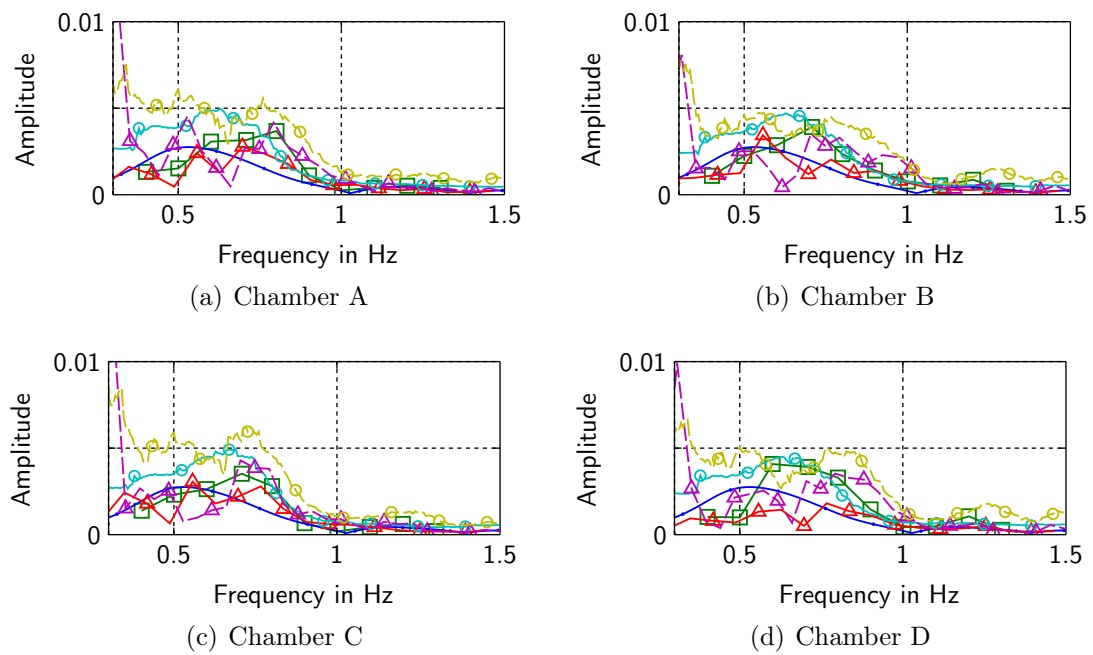 0.01
0.01
Amplitude
Amplitude
0
0
0.5
1
1.5
0.5
1
1.5
Frequency in Hz
Frequency in Hz
(a) Chamber A
(b) Chamber B
0.01
0.01
Amplitude
Amplitude
0
0
0.5
1
1.5
0.5
1
1.5
Frequency in Hz
Frequency in Hz
(c) Chamber C
(d) Chamber D